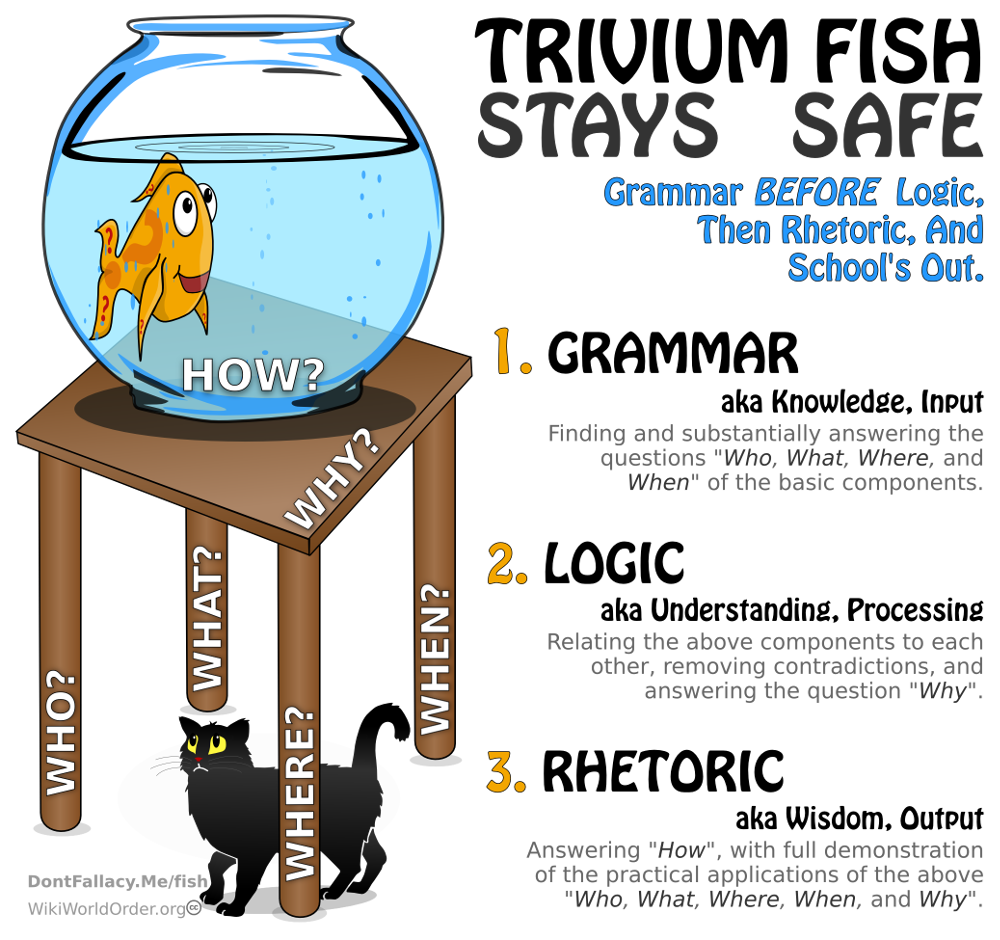 TRIVIUM FISH
STAYS SAFE
Grammar BEFORE Logic,
Then Rhetoric, And
School's Out.
1. GRAMMAR
aka Knowledge, Input
Finding and substantially answering the
questions "Who, What, Where, and
When" of the basic components.
2. LOGIC
aka Understanding, Processing
Relating the above components to each
other, removing contradictions, and
answering the question "Why".
3. RHETORIC
aka Wisdom, Output
Answering "How", with full demonstration
of the practical applications of the above
"Who, What, Where, When, and Why".
HOW?
WHY?
WHO?
WHAT?
WHERE?
WHEN?
?
?
?
DontFallacy.Me/fish
WikiWorldOrder.org🅭